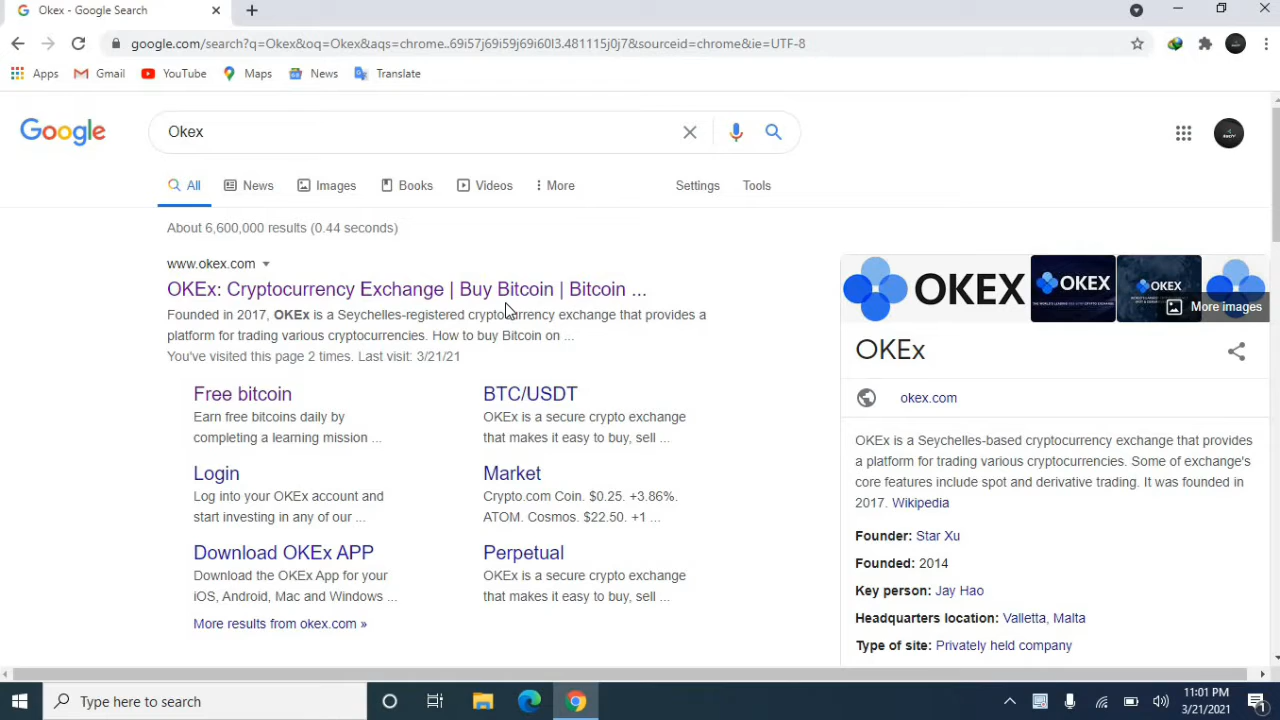 Okex - Google Search
google.com/search?q=Okex&oq=Okex&aqs=chrome..69i57j69i59j69i60l3.481115j0j7&sourceid=chrome&ie=UTF-8
Apps Gmail YouTube Maps News Translate
Google
Okex
All News Images Books Videos More Settings Tools
About 6,600,000 results (0.44 seconds)
www.okex.com
OKEx: Cryptocurrency Exchange | Buy Bitcoin | Bitcoin ...
Founded in 2017, OKEx is a Seychelles-registered cryptocurrency exchange that provides a
platform for trading various cryptocurrencies. How to buy Bitcoin on ...
You've visited this page 2 times. Last visit: 3/21/21
Free bitcoin
Earn free bitcoins daily by
completing a learning mission ...
BTC/USDT
OKEx is a secure crypto exchange
that makes it easy to buy, sell ...
Login
Log into your OKEx account and
start investing in any of our ...
Market
Crypto.com Coin. $0.25. +3.86%.
ATOM. Cosmos. $22.50. +1 ...
Download OKEx APP
Download the OKEx App for your
iOS, Android, Mac and Windows ...
Perpetual
OKEx is a secure crypto exchange
that makes it easy to buy, sell ...
More results from okex.com »
OKEX
OKEX
OKEX
More images
OKEx
okex.com
OKEx is a Seychelles-based cryptocurrency exchange that provides
a platform for trading various cryptocurrencies. Some of exchange's
core features include spot and derivative trading. It was founded in
2017. Wikipedia
Founder: Star Xu
Founded: 2014
Key person: Jay Hao
Headquarters location: Valletta, Malta
Type of site: Privately held company
Type here to search
11:01 PM
3/21/2021
1